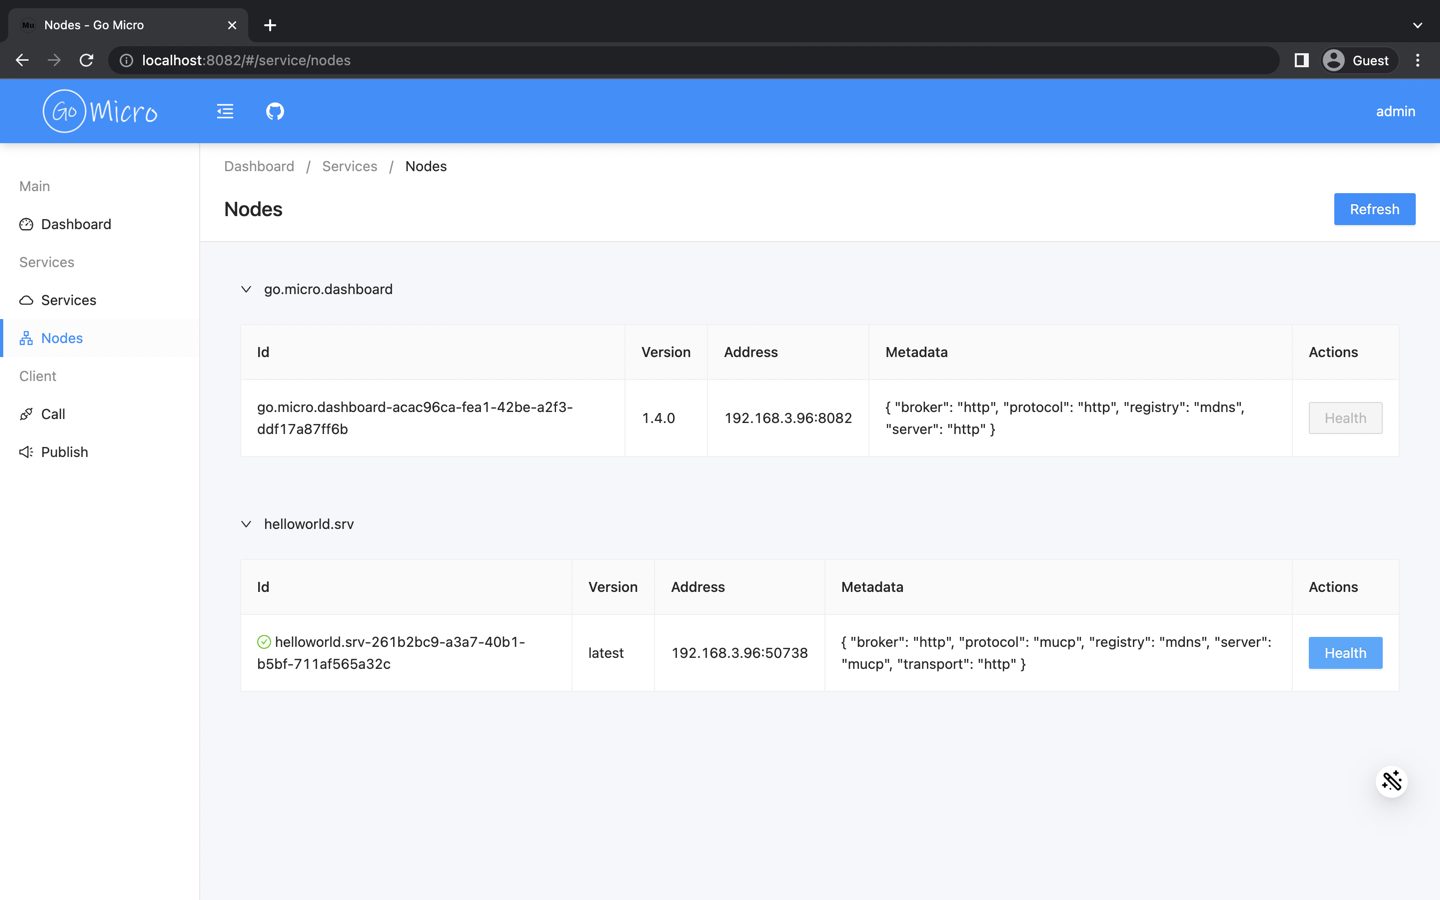 Mu Nodes - Go Micro
localhost:8082/#/service/nodes
Guest
Go Micro
admin
Dashboard / Services / Nodes
Nodes
Refresh
Main
Dashboard
Services
Services
Nodes
Client
Call
Publish
go.micro.dashboard
Id Version Address Metadata Actions
go.micro.dashboard-acac96ca-fea1-42be-a2f3-
ddf17a87ff6b
1.4.0
192.168.3.96:8082
{ "broker": "http", "protocol": "http", "registry": "mdns",
"server": "http" }
Health
helloworld.srv
Id Version Address Metadata Actions
helloworld.srv-261b2bc9-a3a7-40b1-
b5bf-711af565a32c
latest
192.168.3.96:50738
{ "broker": "http", "protocol": "mucp", "registry": "mdns", "server":
"mucp", "transport": "http" }
Health